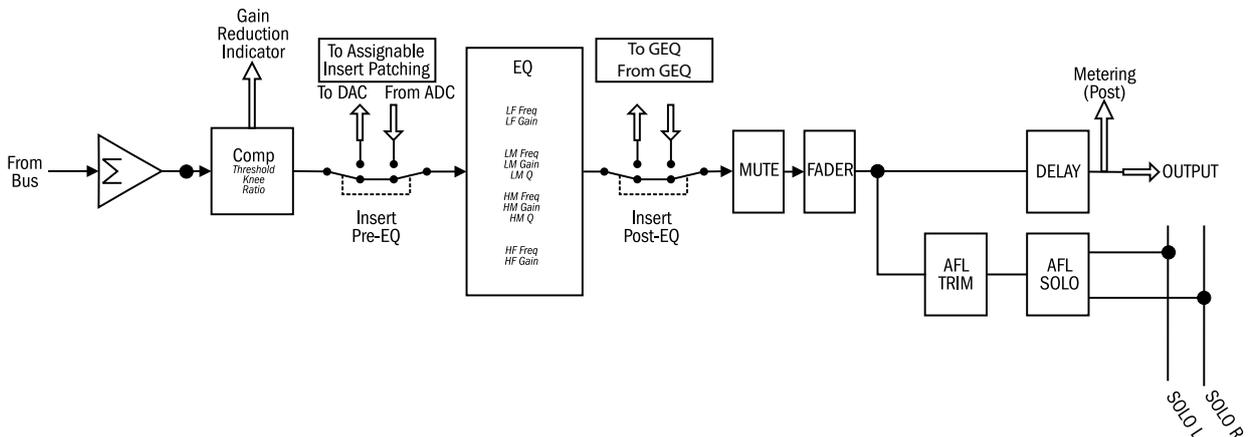 Gain
Reduction
Indicator
To Assignable
Insert Patching
To DAC
From ADC
To GEQ
From GEQ
EQ
LF Freq
LF Gain
LM Freq
LM Gain
LM Q
HM Freq
HM Gain
HM Q
HF Freq
HF Gain
Metering
(Post)
From
Bus
Σ
Comp
Threshold
Knee
Ratio
Insert
Pre-EQ
Insert
Post-EQ
MUTE
FADER
DELAY
OUTPUT
AFL
TRIM
AFL
SOLO
SOLO L
SOLO R